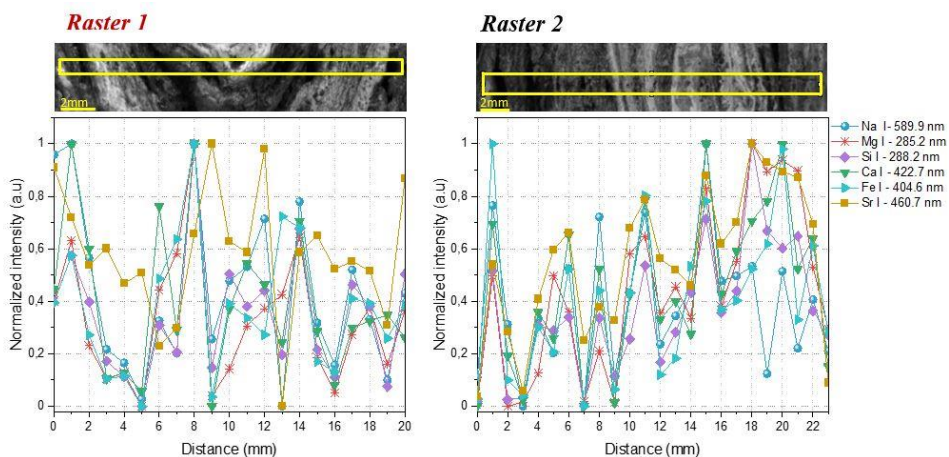 Raster 1
Raster 2
2mm
2mm
Normalized intensity (a.u)
1
0,8
0,6
0,4
0,2
0
0 2 4 6 8 10 12 14 16 18 20
Distance (mm)
Normalized intensity (a.u)
1
0,8
0,6
0,4
0,2
0
0 2 4 6 8 10 12 14 16 18 20 22
Distance (mm)
Na I- 589.9 nm
Mg I - 285.2 nm
Si I - 288.2 nm
Ca I - 422.7 nm
Fe I - 404.6 nm
Sr I - 460.7 nm